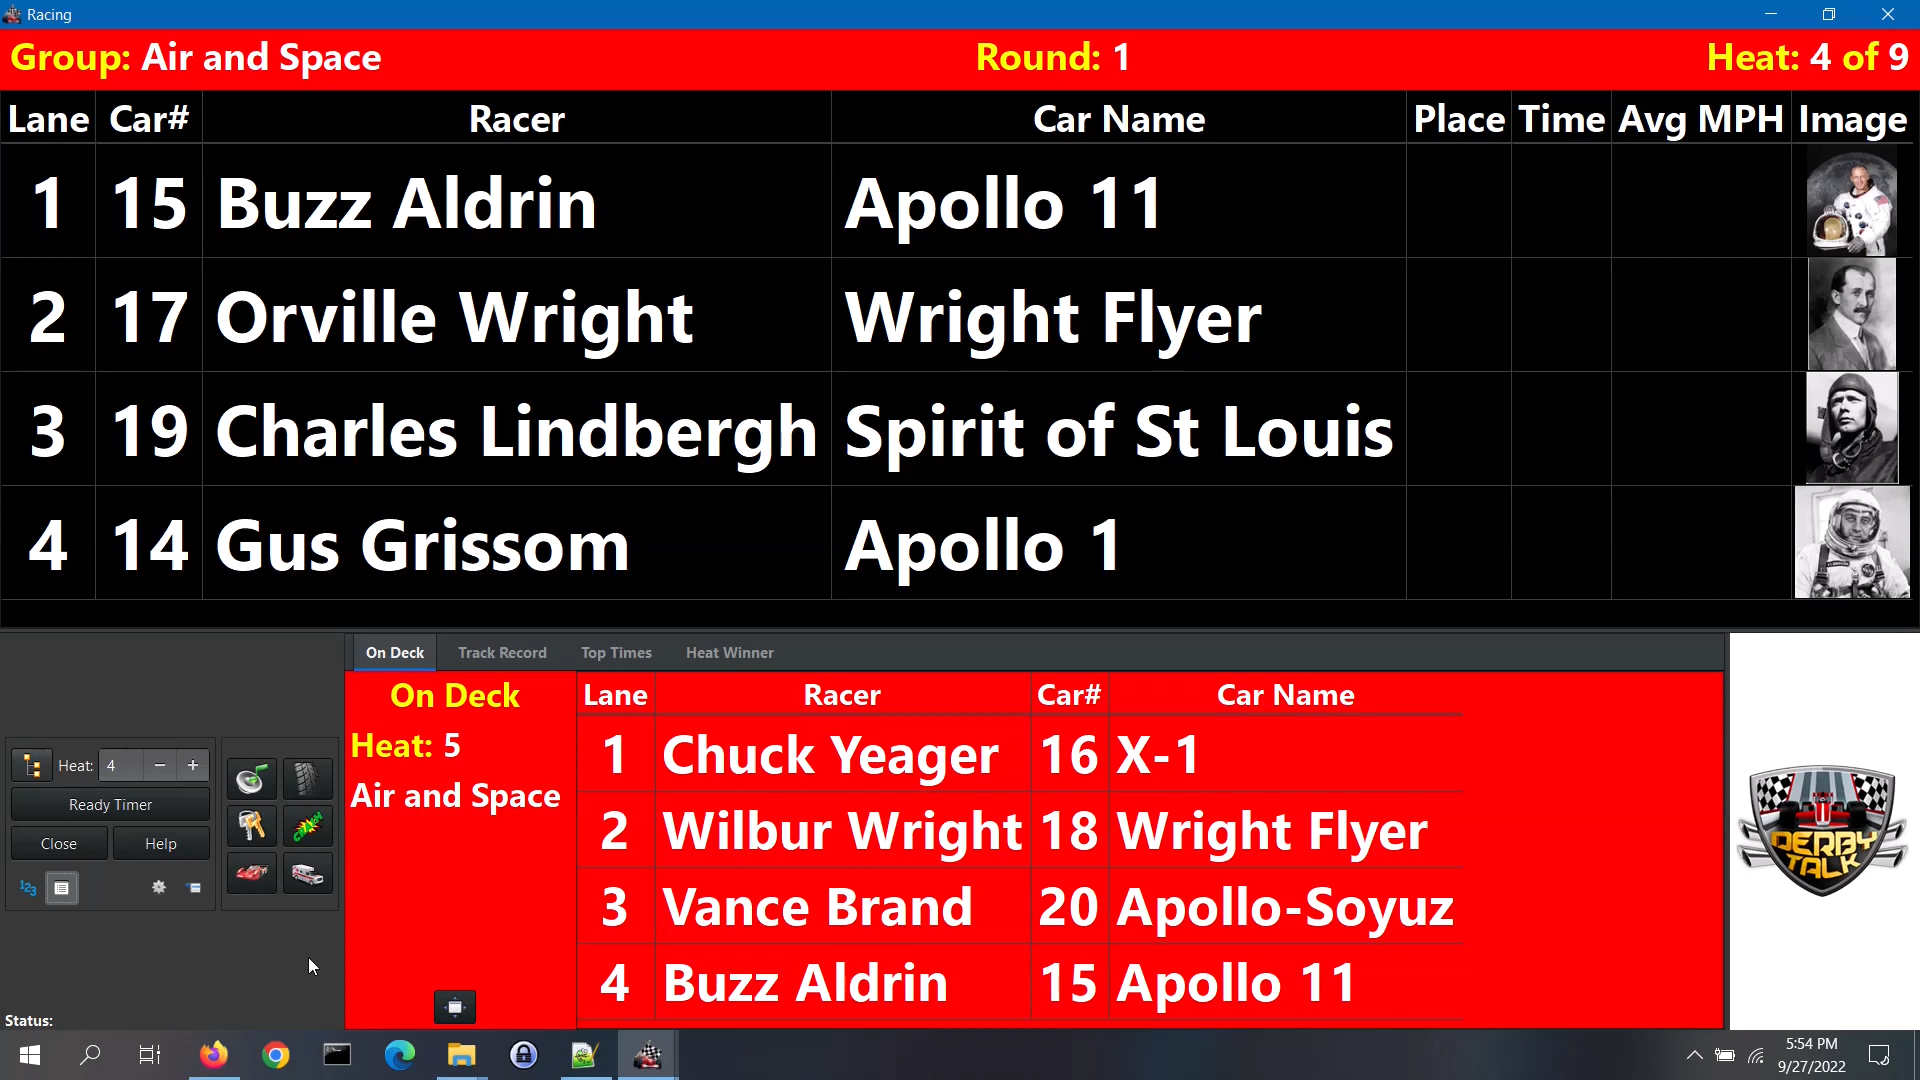 Racing
Group: Air and Space Round: 1 Heat: 4 of 9
Lane Car# Racer Car Name Place Time Avg MPH Image
1 15 Buzz Aldrin Apollo 11
2 17 Orville Wright Wright Flyer
3 19 Charles Lindbergh Spirit of St Louis
4 14 Gus Grissom Apollo 1
On Deck Track Record Top Times Heat Winner
On Deck
Heat: 5
Air and Space
Lane Racer Car# Car Name
1 Chuck Yeager 16 X-1
2 Wilbur Wright 18 Wright Flyer
3 Vance Brand 20 Apollo-Soyuz
4 Buzz Aldrin 15 Apollo 11
Heat: 4 − +
Ready Timer
Close Help
123
CRASH
Status:
DERBY
TALK
5:54 PM
9/27/2022